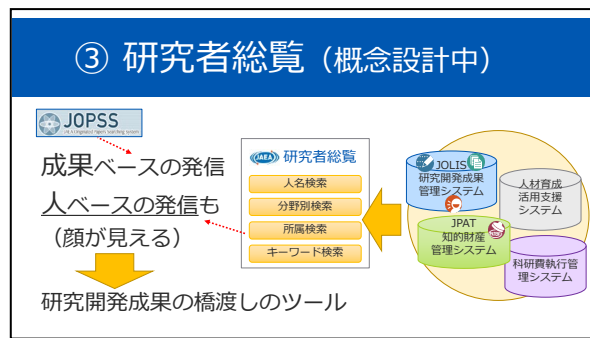 ③ 研究者総覧（概念設計中）
JOPSS
成果ベースの発信
人ベースの発信も
（顔が見える）
研究開発成果の橋渡しのツール
JAEA 研究者総覧
人名検索
分野別検索
所属検索
キーワード検索
JOLIS
研究開発成果
管理システム
人材育成
活用支援
システム
JPAT
知的財産
管理システム
科研費執行管
理システム